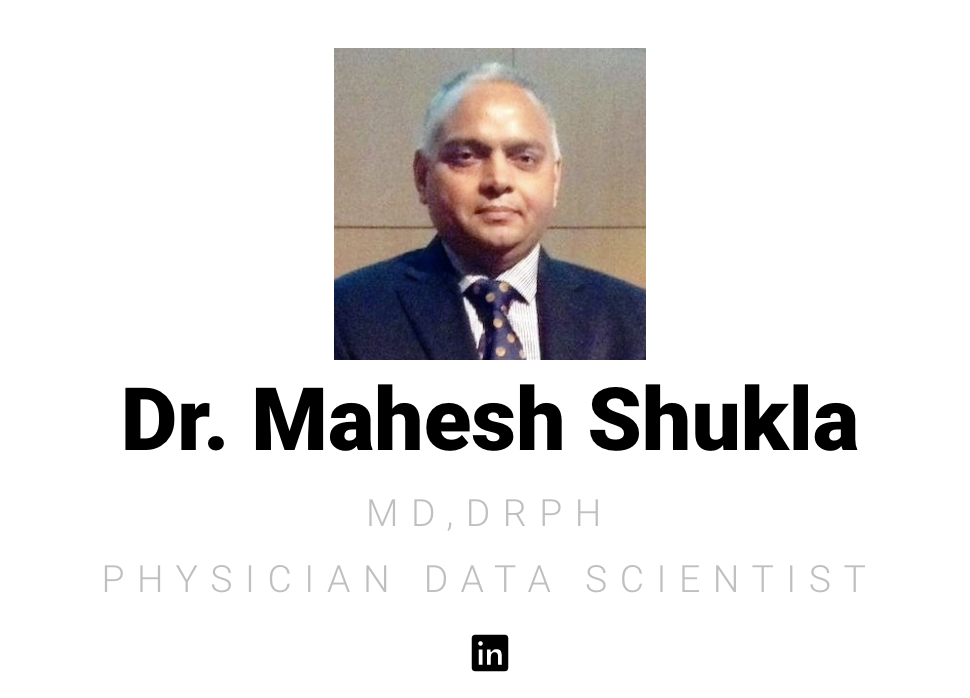 Dr. Mahesh Shukla
MD,DRPH
PHYSICIAN DATA SCIENTIST
in